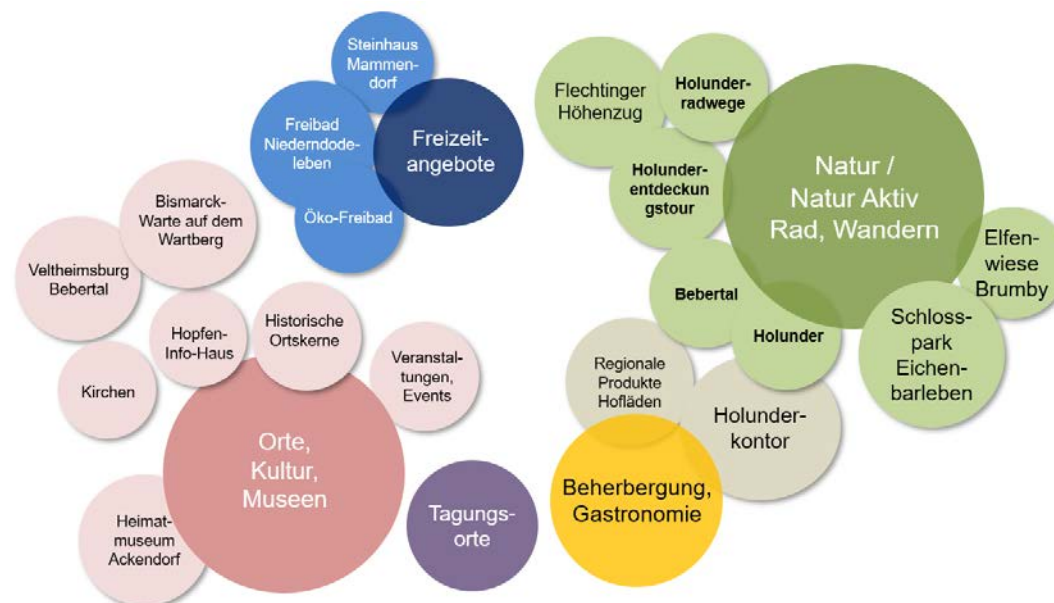 Steinhaus
Mammen-
dorf
Freibad
Niederndode-
leben
Öko-Freibad
Freizeit-
angebote
Flechtinger
Höhenzug
Holunder-
radwege
Holunder-
entdeckun
gstour
Natur /
Natur Aktiv
Rad, Wandern
Elfen-
wiese
Brumby
Bebertal
Holunder
Schloss-
park
Eichen-
barleben
Bismarck-
Warte auf dem
Wartberg
Veltheimsburg
Bebertal
Hopfen-
Info-Haus
Historische
Ortskerne
Kirchen
Veranstal-
tungen,
Events
Orte,
Kultur,
Museen
Heimat-
museum
Ackendorf
Tagungs-
orte
Regionale
Produkte
Hofläden
Holunder-
kontor
Beherbergung,
Gastronomie